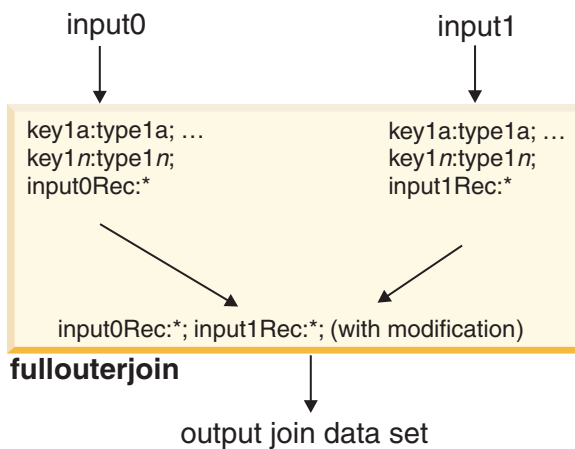 input0
input1
key1a:type1a; …
key1n:type1n;
input0Rec:*
key1a:type1a; …
key1n:type1n;
input1Rec:*
input0Rec:*; input1Rec:*; (with modification)
fullouterjoin
output join data set